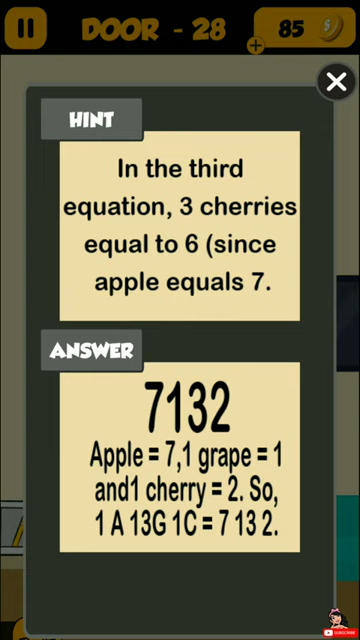 DOOR - 28
85
HINT
In the third
equation, 3 cherries
equal to 6 (since
apple equals 7.
ANSWER
7132
Apple = 7,1 grape = 1
and1 cherry = 2. So,
1 A 13G 1C = 7 13 2.
SUBSCRIBE